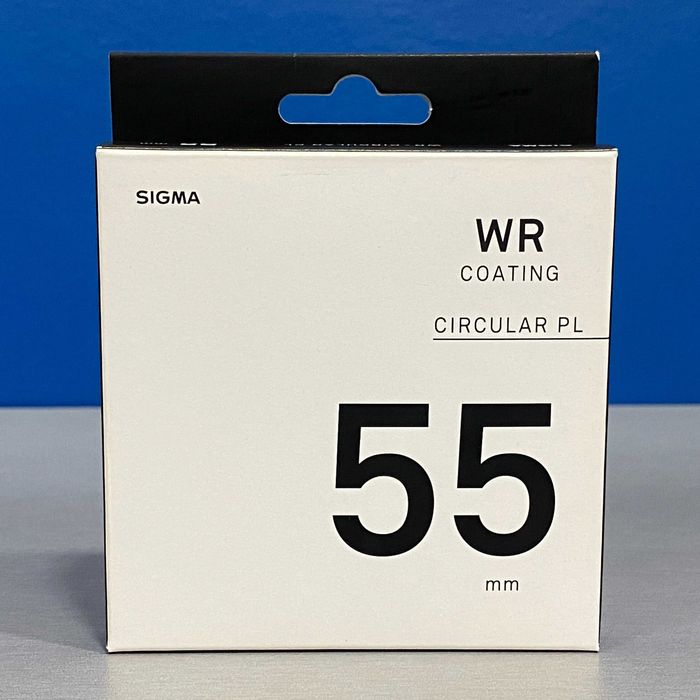 SIGMA
WR
COATING
CIRCULAR PL
55
mm